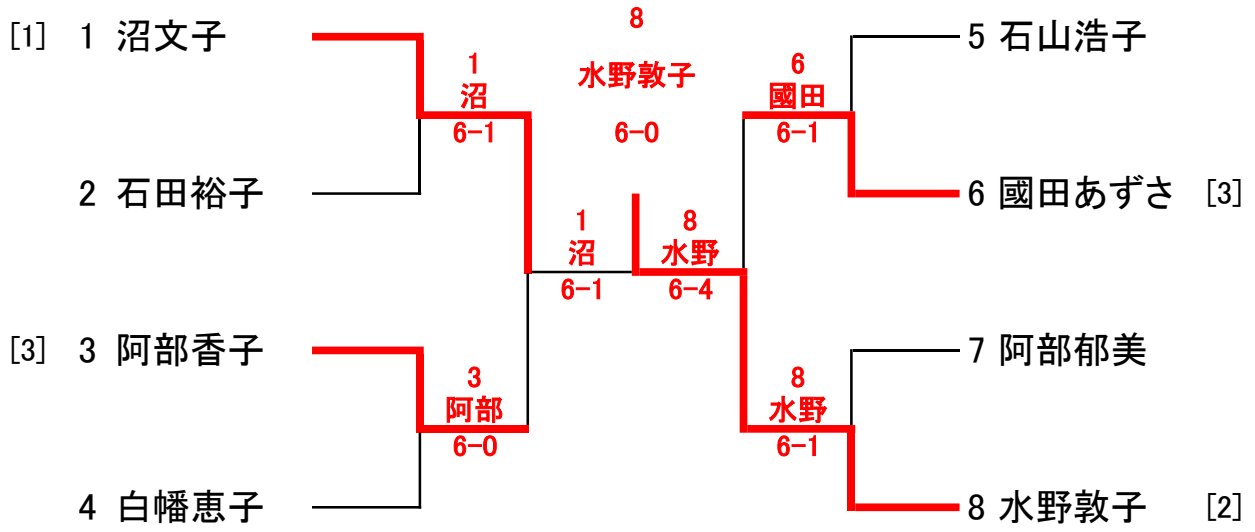 [1] 1 沼文子
1
沼
6-1
2 石田裕子
1
沼
6-1
[3] 3 阿部香子
3
阿部
6-0
4 白幡恵子
8
水野敦子
6-0
5 石山浩子
6
國田
6-1
6 國田あずさ [3]
8
水野
6-4
7 阿部郁美
8
水野
6-1
8 水野敦子 [2]